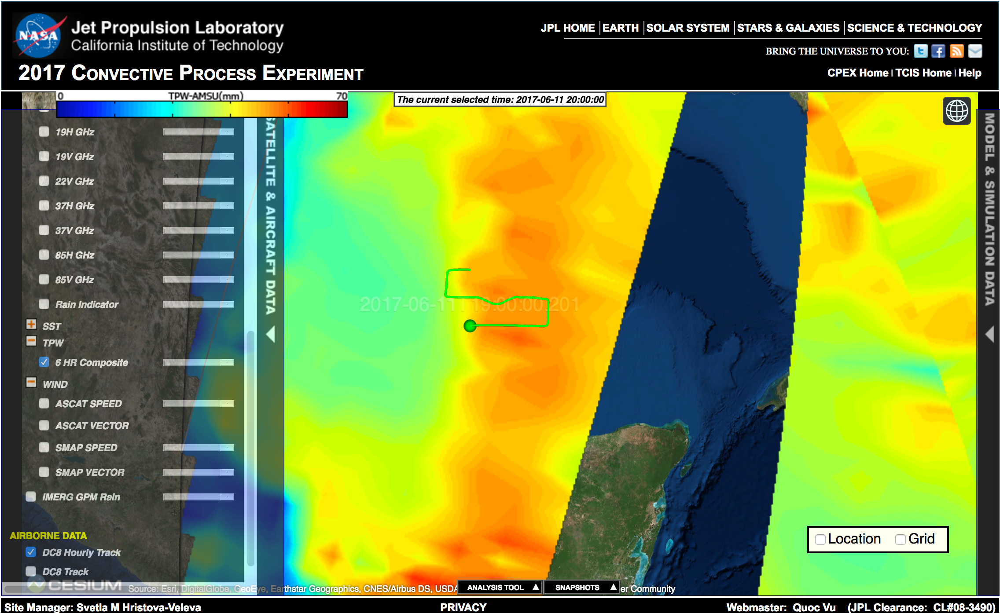 NASA
Jet Propulsion Laboratory
California Institute of Technology
JPL HOME | EARTH | SOLAR SYSTEM | STARS & GALAXIES | SCIENCE & TECHNOLOGY
BRING THE UNIVERSE TO YOU:
2017 CONVECTIVE PROCESS EXPERIMENT
CPEX Home | TCIS Home | Help
0 TPW-AMSU(mm) 70
The current selected time: 2017-06-11 20:00:00
19H GHz
19V GHz
22V GHz
37H GHz
37V GHz
85H GHz
85V GHz
Rain Indicator
SST
TPW
6 HR Composite
WIND
ASCAT SPEED
ASCAT VECTOR
SMAP SPEED
SMAP VECTOR
IMERG GPM Rain
AIRBORNE DATA
DC8 Hourly Track
DC8 Track
SATELLITE & AIRCRAFT DATA
2017-06-11T19:00:00.201
MODEL & SIMULATION DATA
Location Grid
CESIUM
Source: Esri, DigitalGlobe, GeoEye, Earthstar Geographics, CNES/Airbus DS, USDA
ANALYSIS TOOL
SNAPSHOTS
er Community
Site Manager: Svetla M Hristova-Veleva
PRIVACY
Webmaster: Quoc Vu (JPL Clearance: CL#08-3490)